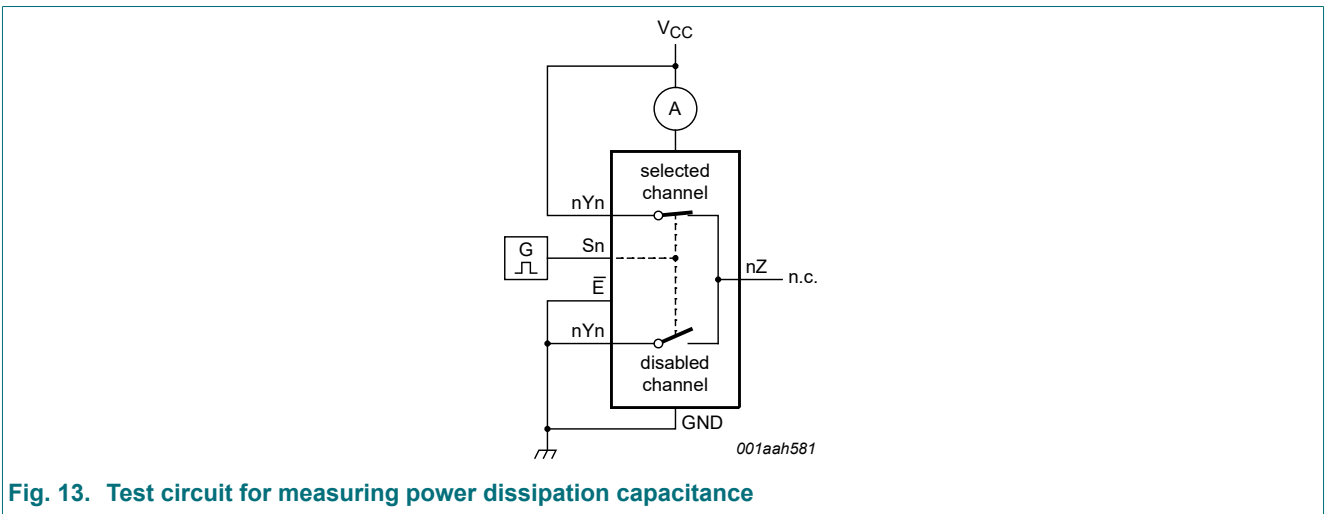 VCC
A
selected
channel
nYn
G
Sn
nZ
n.c.
E̅
nYn
disabled
channel
GND
001aah581
Fig. 13. Test circuit for measuring power dissipation capacitance